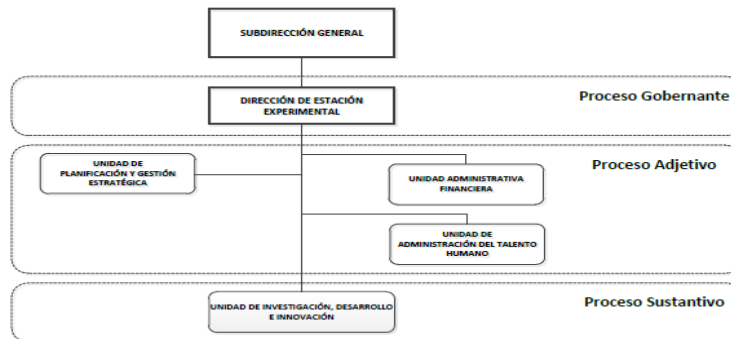 SUBDIRECCIÓN GENERAL
Proceso Gobernante
DIRECCIÓN DE ESTACIÓN
EXPERIMENTAL
Proceso Adjetivo
UNIDAD DE
PLANIFICACIÓN Y GESTIÓN
ESTRATÉGICA
UNIDAD ADMINISTRATIVA
FINANCIERA
UNIDAD DE
ADMINISTRACIÓN DEL TALENTO
HUMANO
Proceso Sustantivo
UNIDAD DE INVESTIGACIÓN, DESARROLLO
E INNOVACIÓN